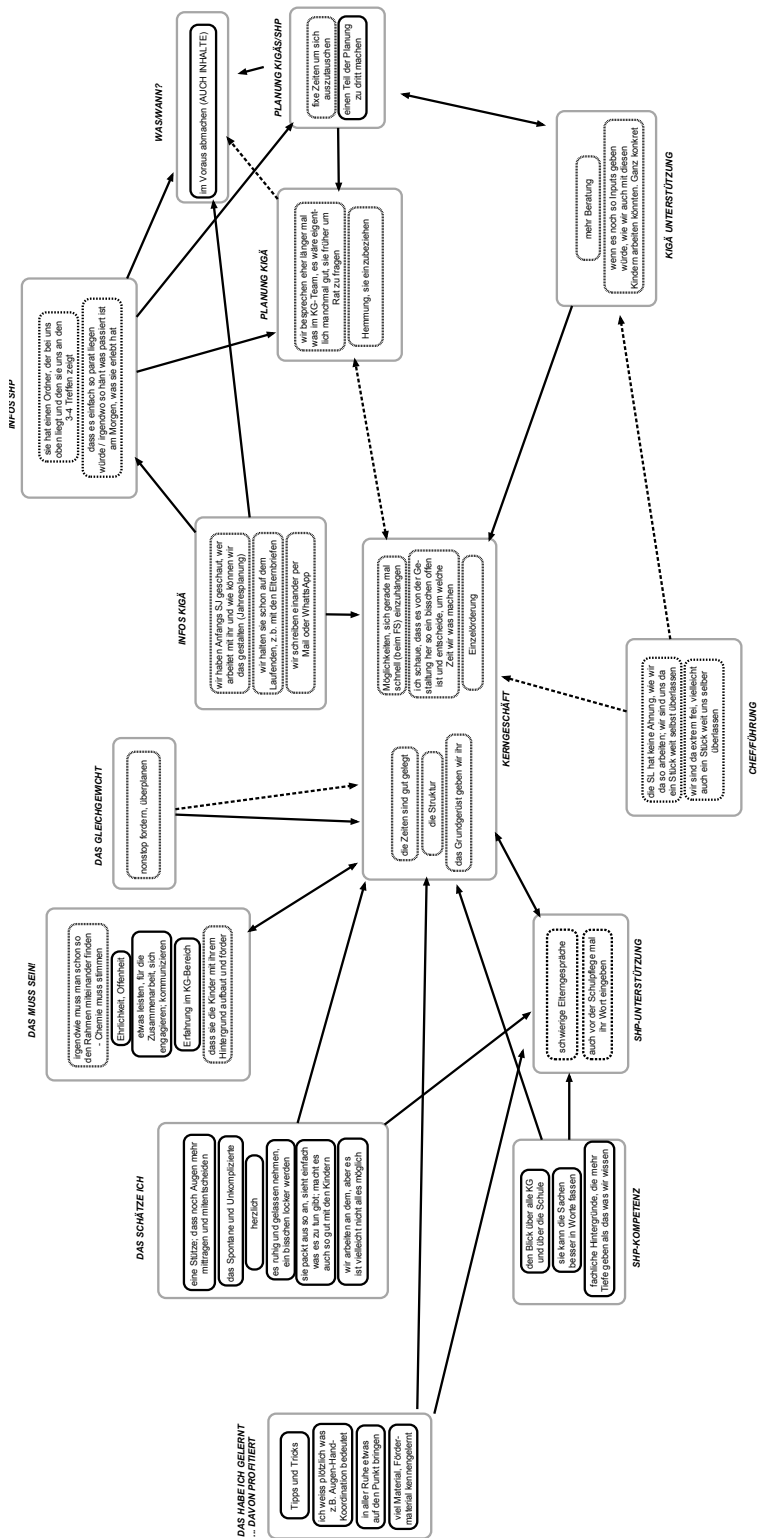 DAS HABE ICH GELERNT
... DAVON PROFITIERT
Tipps und Tricks
ich weiss plötzlich was
z.B. Augen-Hand-
Koordination bedeutet
in aller Ruhe etwas
auf den Punkt bringen
viel Material, Förder-
material kennengelernt
DAS SCHÄTZE ICH
eine Stütze; dass noch Augen mehr
mittragen und mitentscheiden
das Spontane und Unkomplizierte
herzlich
es ruhig und gelassen nehmen,
ein bisschen locker werden
sie packt aus so an, sieht einfach
was es zu tun gibt; macht es
auch so gut mit den Kindern
wir arbeiten an dem, aber es
ist vielleicht nicht alles möglich
SHP-KOMPETENZ
den Blick über alle KG
und über die Schule
sie kann die Sachen
besser in Worte fassen
fachliche Hintergründe, die mehr
Tiefe geben als das was wir wissen
DAS MUSS SEIN!
irgendwie muss man schon so
den Rahmen miteinander finden
- Chemie muss stimmen
Ehrlichkeit, Offenheit
etwas leisten, für die
Zusammenarbeit, sich
engagieren; kommunizieren
Erfahrung im KG-Bereich
dass sie die Kinder mit ihrem
Hintergrund aufbaut und förder
SHP-UNTERSTÜTZUNG
schwierige Elterngespräche
auch vor der Schulpflege mal
ihr Wort eingeben
DAS GLEICHGEWICHT
nonstop fordern, überplanen
KERNGESCHÄFT
die Zeiten sind gut gelegt
die Struktur
das Grundgerüst geben wir ihr
Möglichkeiten, sich gerade mal
schnell (beim FS) einzuhängen
ich schaue, dass es von der Ge-
staltung her so ein bisschen offen
ist und entscheide, um welche
Zeit wir was machen
Einzelförderung
CHEF/FÜHRUNG
die SL hat keine Ahnung, wie wir
da so arbeiten; wir sind uns da
ein Stück weit selbst überlassen
wir sind da extrem frei, vielleicht
auch ein Stück weit uns selber
überlassen
INFOS KIGÄ
wir haben Anfangs SJ geschaut, wer
arbeitet mit ihr und wie können wir
das gestalten (Jahresplanung)
wir halten sie schon auf dem
Laufenden, z.b. mit den Elternbriefen
wir schreiben einander per
Mail oder WhattsApp
INFOS SHP
sie hat einen Ordner, der bei uns
oben liegt und den sie uns an den
3-4 Treffen zeigt
dass es einfach so parat liegen
würde / irgendwo so hänt was passiert ist
am Morgen, was sie erlebt hat
PLANUNG KIGÄ
wir besprechen eher länger mal
was im KG-Team, es wäre eigent-
lich manchmal gut, sie früher um
Rat zu fragen
Hemmung, sie einzubeziehen
KIGÄ UNTERSTÜTZUNG
mehr Beratung
wenn es noch so Inputs geben
würde, wie wir auch mit diesen
Kindern arbeiten könnten. Ganz konkret
WAS/WANN?
im Voraus abmachen (AUCH INHALTE)
PLANUNG KIGÄS/SHP
fixe Zeiten um sich
auszutauschen
einen Teil der Planung
zu dritt machen